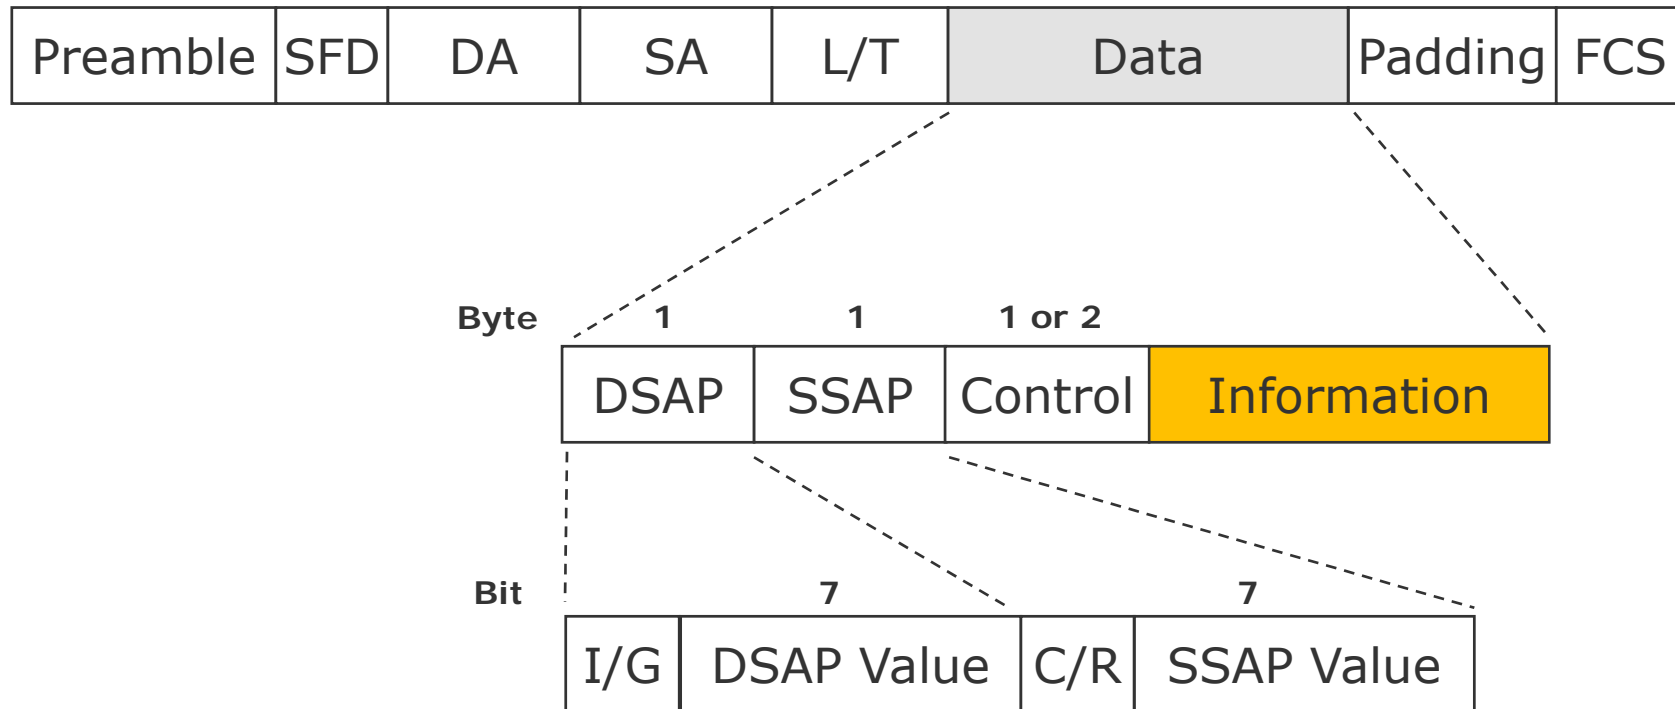 Preamble SFD DA SA L/T Data Padding FCS
Byte 1 1 1 or 2
DSAP SSAP Control Information
Bit 7 7
I/G DSAP Value C/R SSAP Value